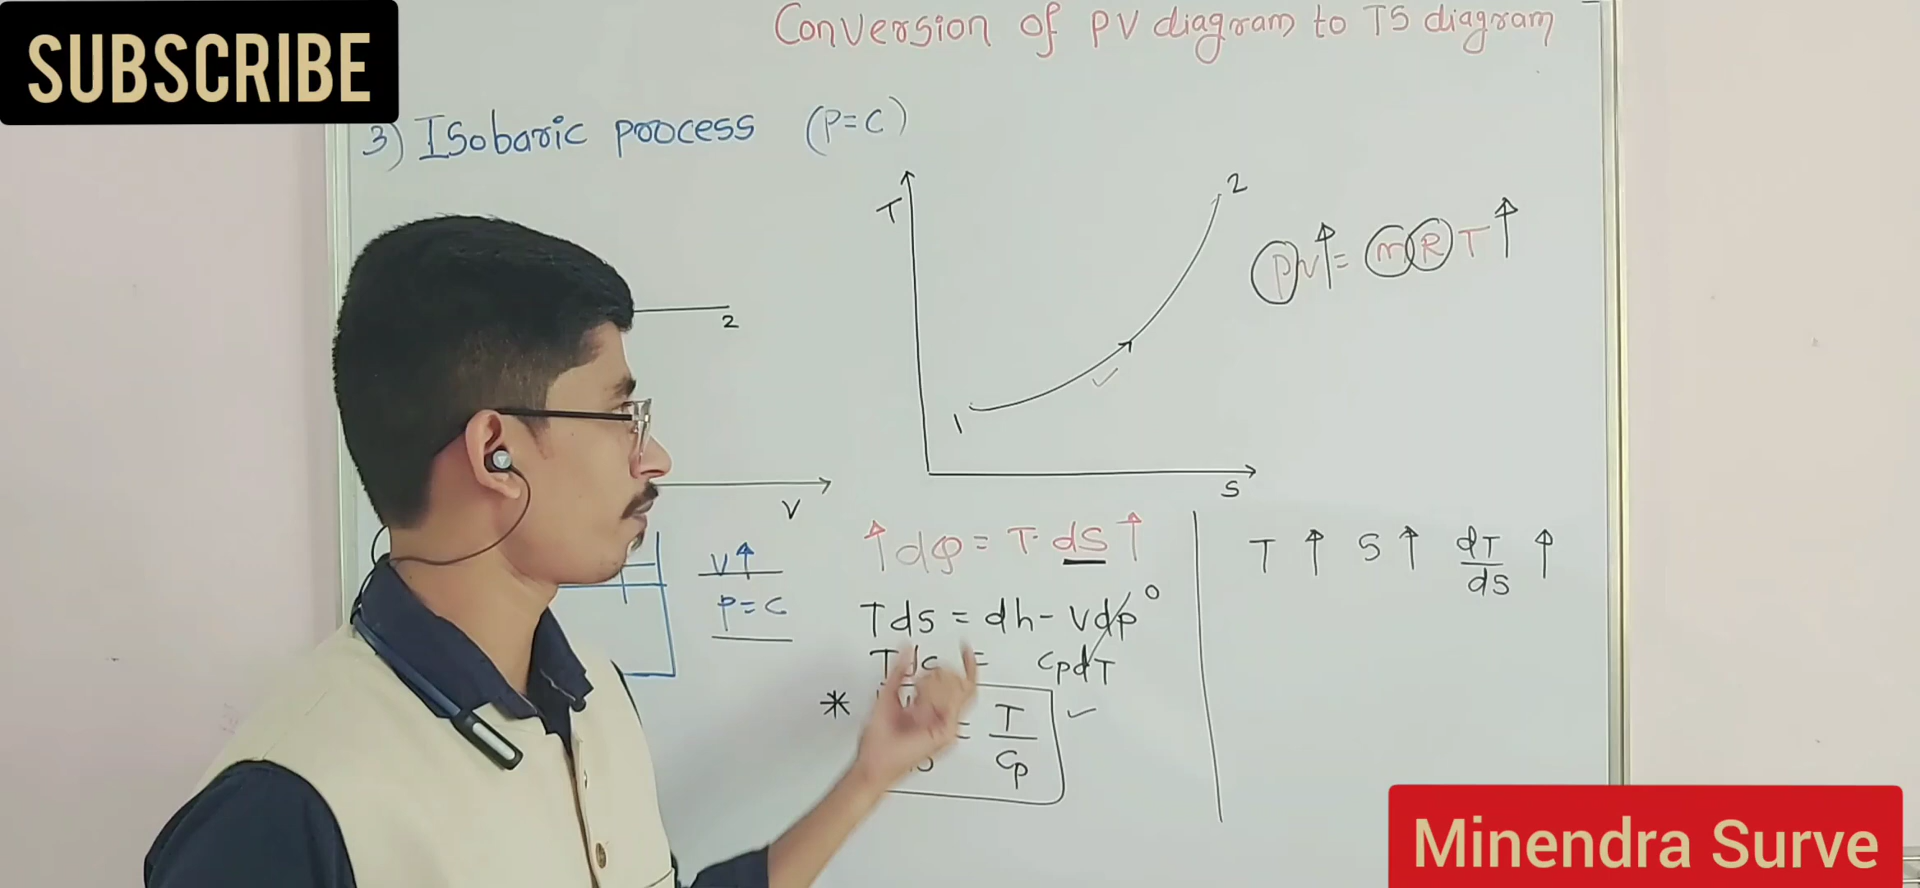 SUBSCRIBE
Conversion of PV diagram to TS diagram
3) Isobaric process (P=C)
T
2
PV↑ = mRT↑
2
1
S
V
↑dφ = T·dS↑
T ↑ S ↑ dT/ds ↑
V↑
P=C
Tds = dh - vdp 0
= CpdT
* = T/Cp
Minendra Surve